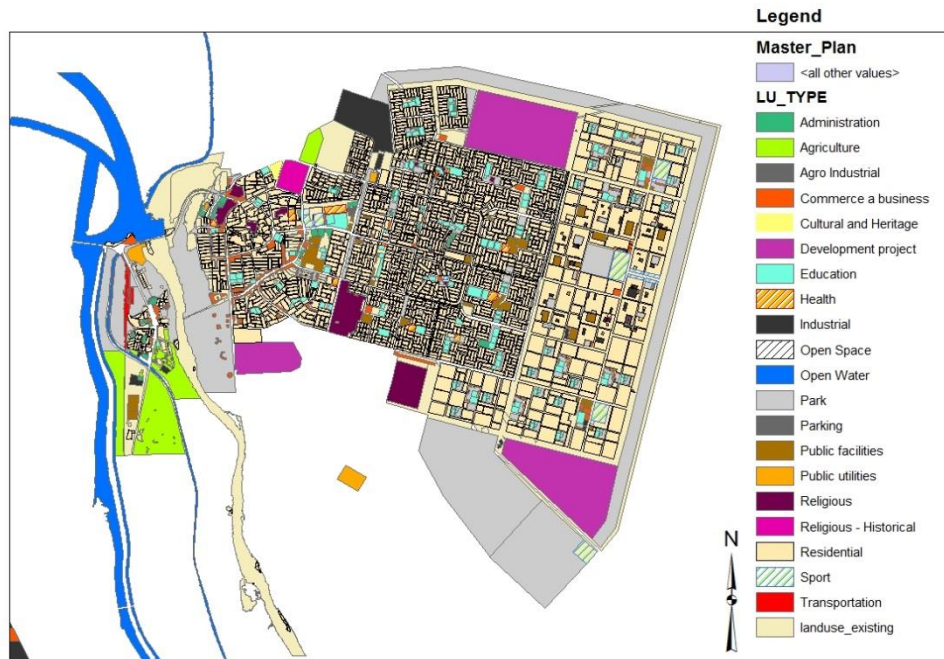 Legend
Master_Plan
<all other values>
LU_TYPE
Administration
Agriculture
Agro Industrial
Commerce a business
Cultural and Heritage
Development project
Education
Health
Industrial
Open Space
Open Water
Park
Parking
Public facilities
Public utilities
Religious
Religious - Historical
Residential
Sport
Transportation
landuse_existing
N